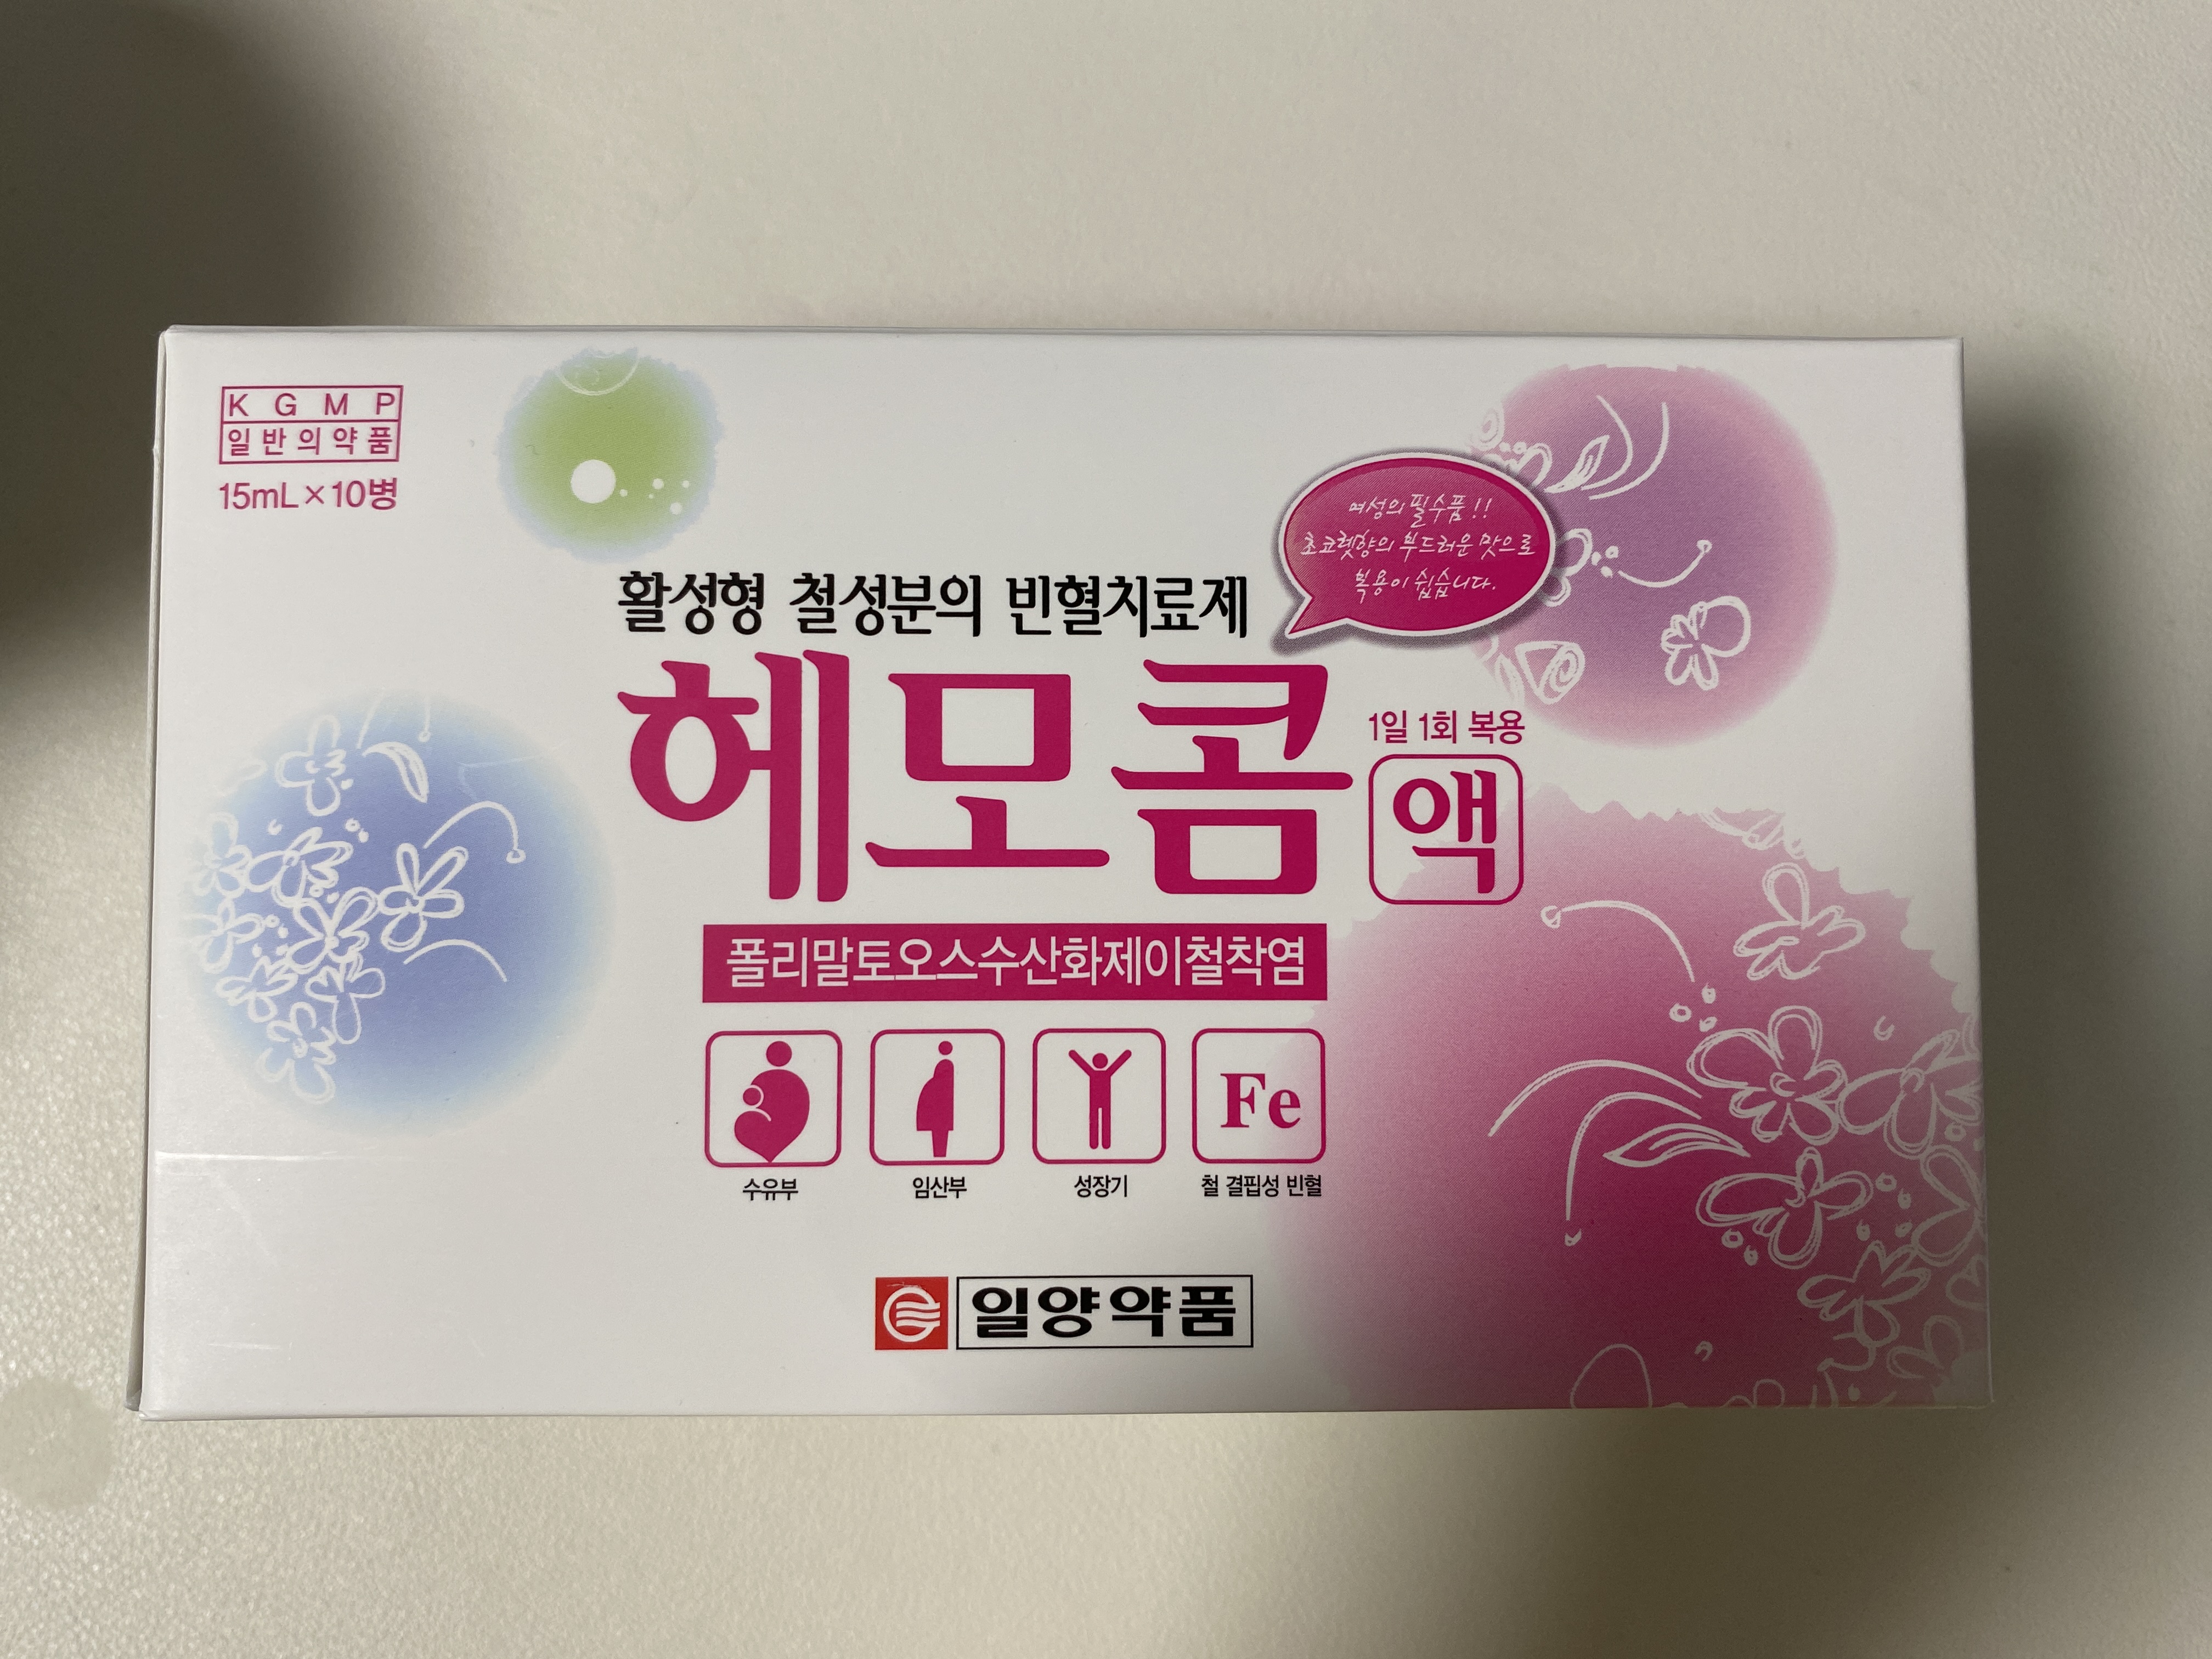 KGMP
일반의약품
15mL×10병
여성의 필수품!!
초코렛향의 부드러운 맛으로
복용이 쉽습니다.
활성형 철성분의 빈혈치료제
헤모콤
1일 1회 복용
액
폴리말토오스수산화제이철착염
Fe
수유부 임산부 성장기 철 결핍성 빈혈
일양약품